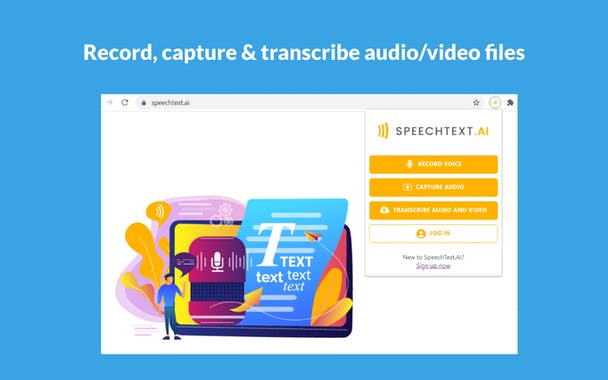 Record, capture & transcribe audio/video files
speechtext.ai
SPEECHTEXT.AI
RECORD VOICE
CAPTURE AUDIO
TRANSCRIBE AUDIO AND VIDEO
LOG IN
New to SpeechText.AI?
Sign up now
T
TEXT
text text
text